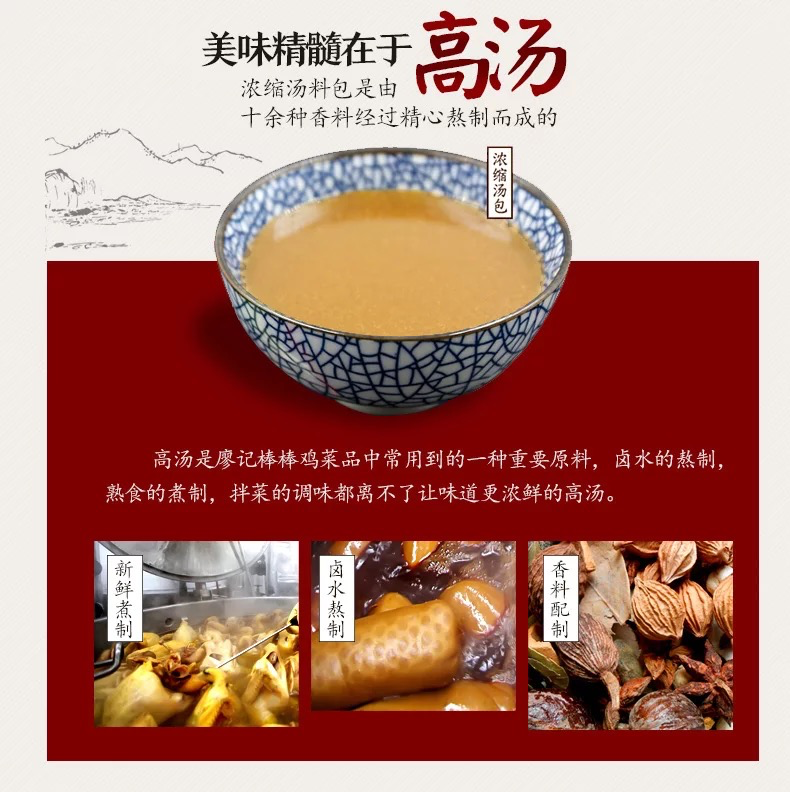 美味精髓在于高汤
浓缩汤料包是由
十余种香料经过精心熬制而成的
浓缩汤包
高汤是廖记棒棒鸡菜品中常用到的一种重要原料，卤水的熬制，
熟食的煮制，拌菜的调味都离不了让味道更浓鲜的高汤。
新鲜煮制
卤水熬制
香料配制